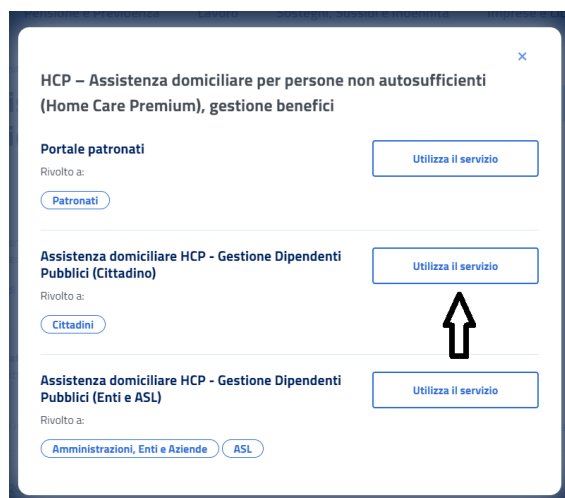 Pensione e Previdenza Lavoro Sostegni, Sussidi e Indennità Imprese e Li
×
HCP – Assistenza domiciliare per persone non autosufficienti
(Home Care Premium), gestione benefici
Portale patronati
Utilizza il servizio
Rivolto a:
Patronati
Assistenza domiciliare HCP - Gestione Dipendenti
Pubblici (Cittadino)
Utilizza il servizio
Rivolto a:
Cittadini
Assistenza domiciliare HCP - Gestione Dipendenti
Pubblici (Enti e ASL)
Utilizza il servizio
Rivolto a:
Amministrazioni, Enti e Aziende ASL